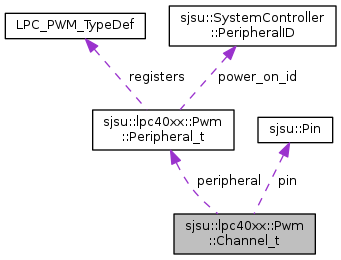 LPC_PWM_TypeDef
sjsu::SystemController
::PeripheralID
registers
power_on_id
sjsu::lpc40xx::Pwm
::Peripheral_t
sjsu::Pin
peripheral
pin
sjsu::lpc40xx::Pwm
::Channel_t